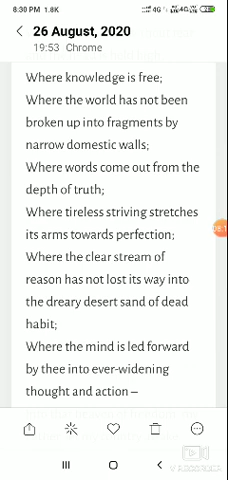 6:30 PM 1.8K
26 August, 2020
19:53 Chrome
Where knowledge is free;
Where the world has not been
broken up into fragments by
narrow domestic walls;
Where words come out from the
depth of truth;
Where tireless striving stretches
its arms towards perfection;
Where the clear stream of
reason has not lost its way into
the dreary desert sand of dead
habit;
Where the mind is led forward
by thee into ever-widening
thought and action –